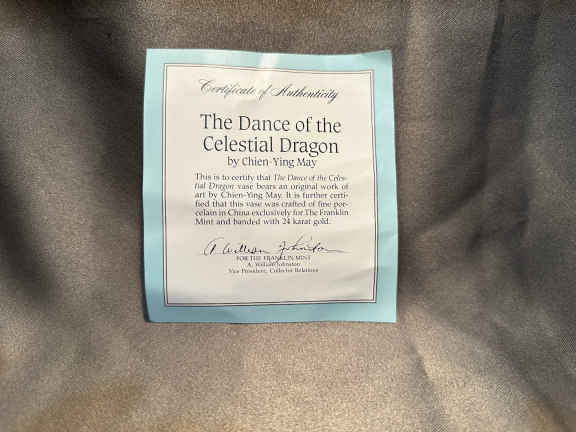 Certificate of Authenticity
The Dance of the
Celestial Dragon
by Chien-Ying May
This is to certify that The Dance of the Celes-
tial Dragon vase bears an original work of
art by Chien-Ying May. It is further certi-
fied that this vase was crafted of fine por-
celain in China exclusively for The Franklin
Mint and banded with 24 karat gold.
A William Johnston
FOR THE FRANKLIN MINT
A. William Johnston
Vice President, Collector Relations